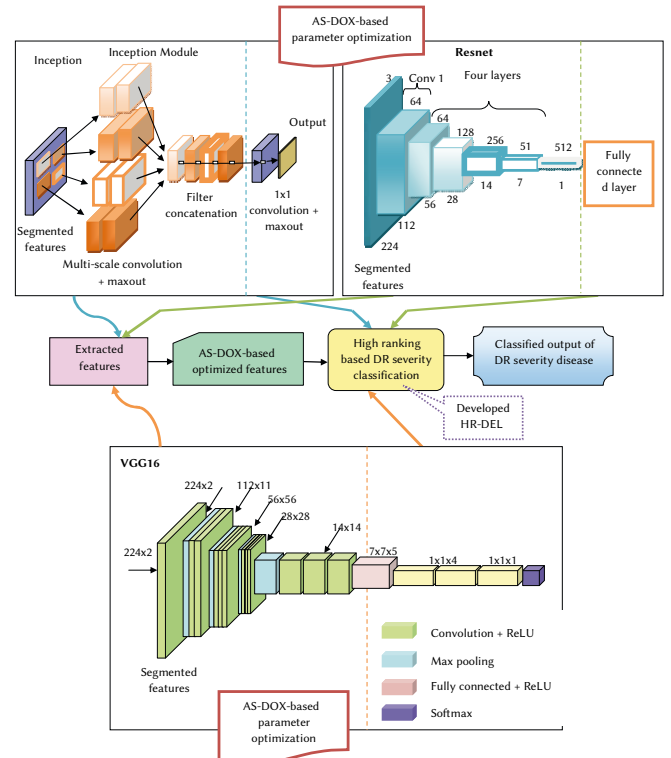 AS-DOX-based
parameter optimization
Inception Module
Inception
Output
Segmented
features
Filter
concatenation
1x1
convolution +
maxout
Multi-scale convolution
+ maxout
Resnet
Four layers
3
Conv 1
64
64
128
256
51
512
14
7
1
28
56
112
224
Segmented
features
Fully
connecte
d layer
Extracted
features
AS-DOX-based
optimized features
High ranking
based DR severity
classification
Classified output of
DR severity disease
Developed
HR-DEL
VGG16
224x2
112x11
56x56
28x28
14x14
224x2
7x7x5
1x1x4
1x1x1
Segmented
features
Convolution + ReLU
Max pooling
Fully connected + ReLU
Softmax
AS-DOX-based
parameter
optimization